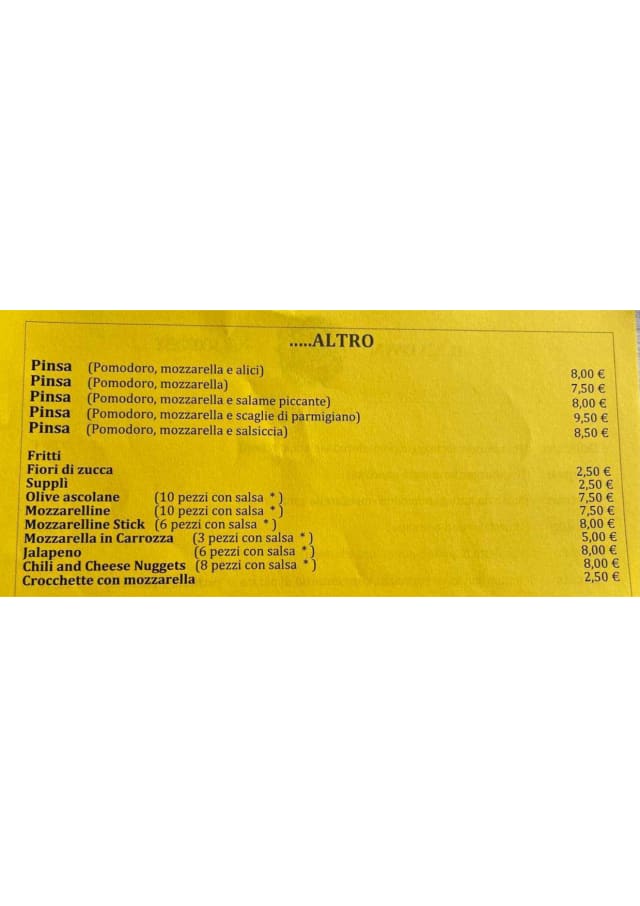 .....ALTRO
Pinsa (Pomodoro, mozzarella e alici) 8,00 €
Pinsa (Pomodoro, mozzarella) 7,50 €
Pinsa (Pomodoro, mozzarella e salame piccante) 8,00 €
Pinsa (Pomodoro, mozzarella e scaglie di parmigiano) 9,50 €
Pinsa (Pomodoro, mozzarella e salsiccia) 8,50 €
Fritti
Fiori di zucca 2,50 €
Supplì 2,50 €
Olive ascolane (10 pezzi con salsa *) 7,50 €
Mozzarelline (10 pezzi con salsa *) 7,50 €
Mozzarelline Stick (6 pezzi con salsa *) 8,00 €
Mozzarella in Carrozza (3 pezzi con salsa *) 5,00 €
Jalapeno (6 pezzi con salsa *) 8,00 €
Chili and Cheese Nuggets (8 pezzi con salsa *) 8,00 €
Crocchette con mozzarella 2,50 €